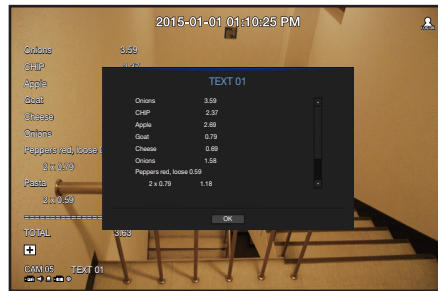 2015-01-01 01:10:25 PM
Onions 3.59
CHIP
Apple
Goat
Cheese
Onions
Peppers red, loose
2 x 0.79
Pasta
2 x 0.59
==================
TOTAL 3.63
CAM 05 TEXT 01
TEXT 01
Onions 3.59
CHIP 2.37
Apple 2.69
Goat 0.79
Cheese 0.69
Onions 1.58
Peppers red, loose 0.59
2 x 0.79 1.18
OK